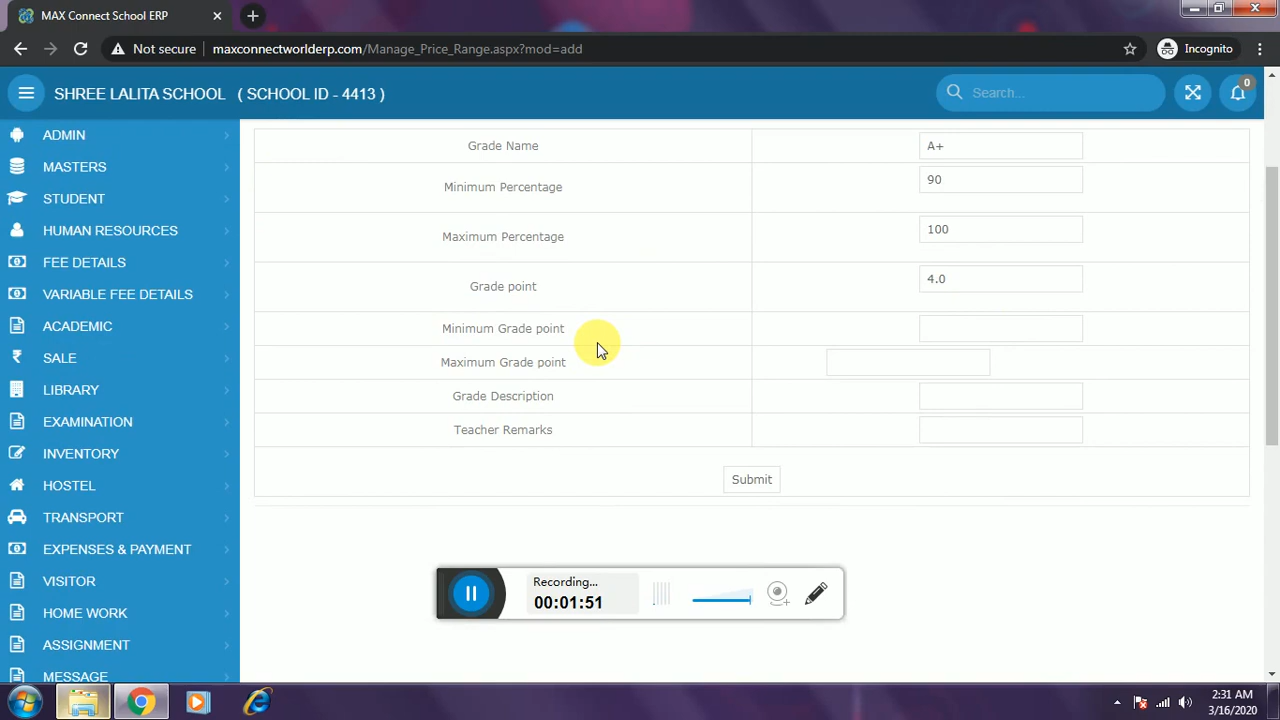 MAX Connect School ERP
Not secure
maxconnectworlderp.com/Manage_Price_Range.aspx?mod=add
Incognito
SHREE LALITA SCHOOL ( SCHOOL ID - 4413 )
Search...
0
ADMIN
MASTERS
STUDENT
HUMAN RESOURCES
FEE DETAILS
VARIABLE FEE DETAILS
ACADEMIC
SALE
LIBRARY
EXAMINATION
INVENTORY
HOSTEL
TRANSPORT
EXPENSES & PAYMENT
VISITOR
HOME WORK
ASSIGNMENT
MESSAGE
Grade Name A+
Minimum Percentage 90
Maximum Percentage 100
Grade point 4.0
Minimum Grade point
Maximum Grade point
Grade Description
Teacher Remarks
Submit
Recording...
00:01:51
2:31 AM
3/16/2020